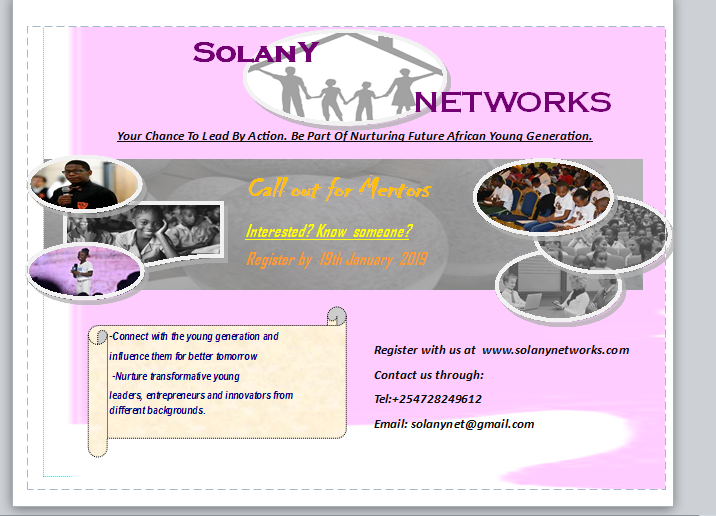 SOLANY
NETWORKS
Your Chance To Lead By Action. Be Part Of Nurturing Future African Young Generation.
Call out for Mentors
Interested? Know someone?
Register by 19th January 2019
-Connect with the young generation and
influence them for better tomorrow
-Nurture transformative young
leaders, entrepreneurs and innovators from
different backgrounds.
Register with us at www.solanynetworks.com
Contact us through:
Tel:+254728249612
Email: solanynet@gmail.com